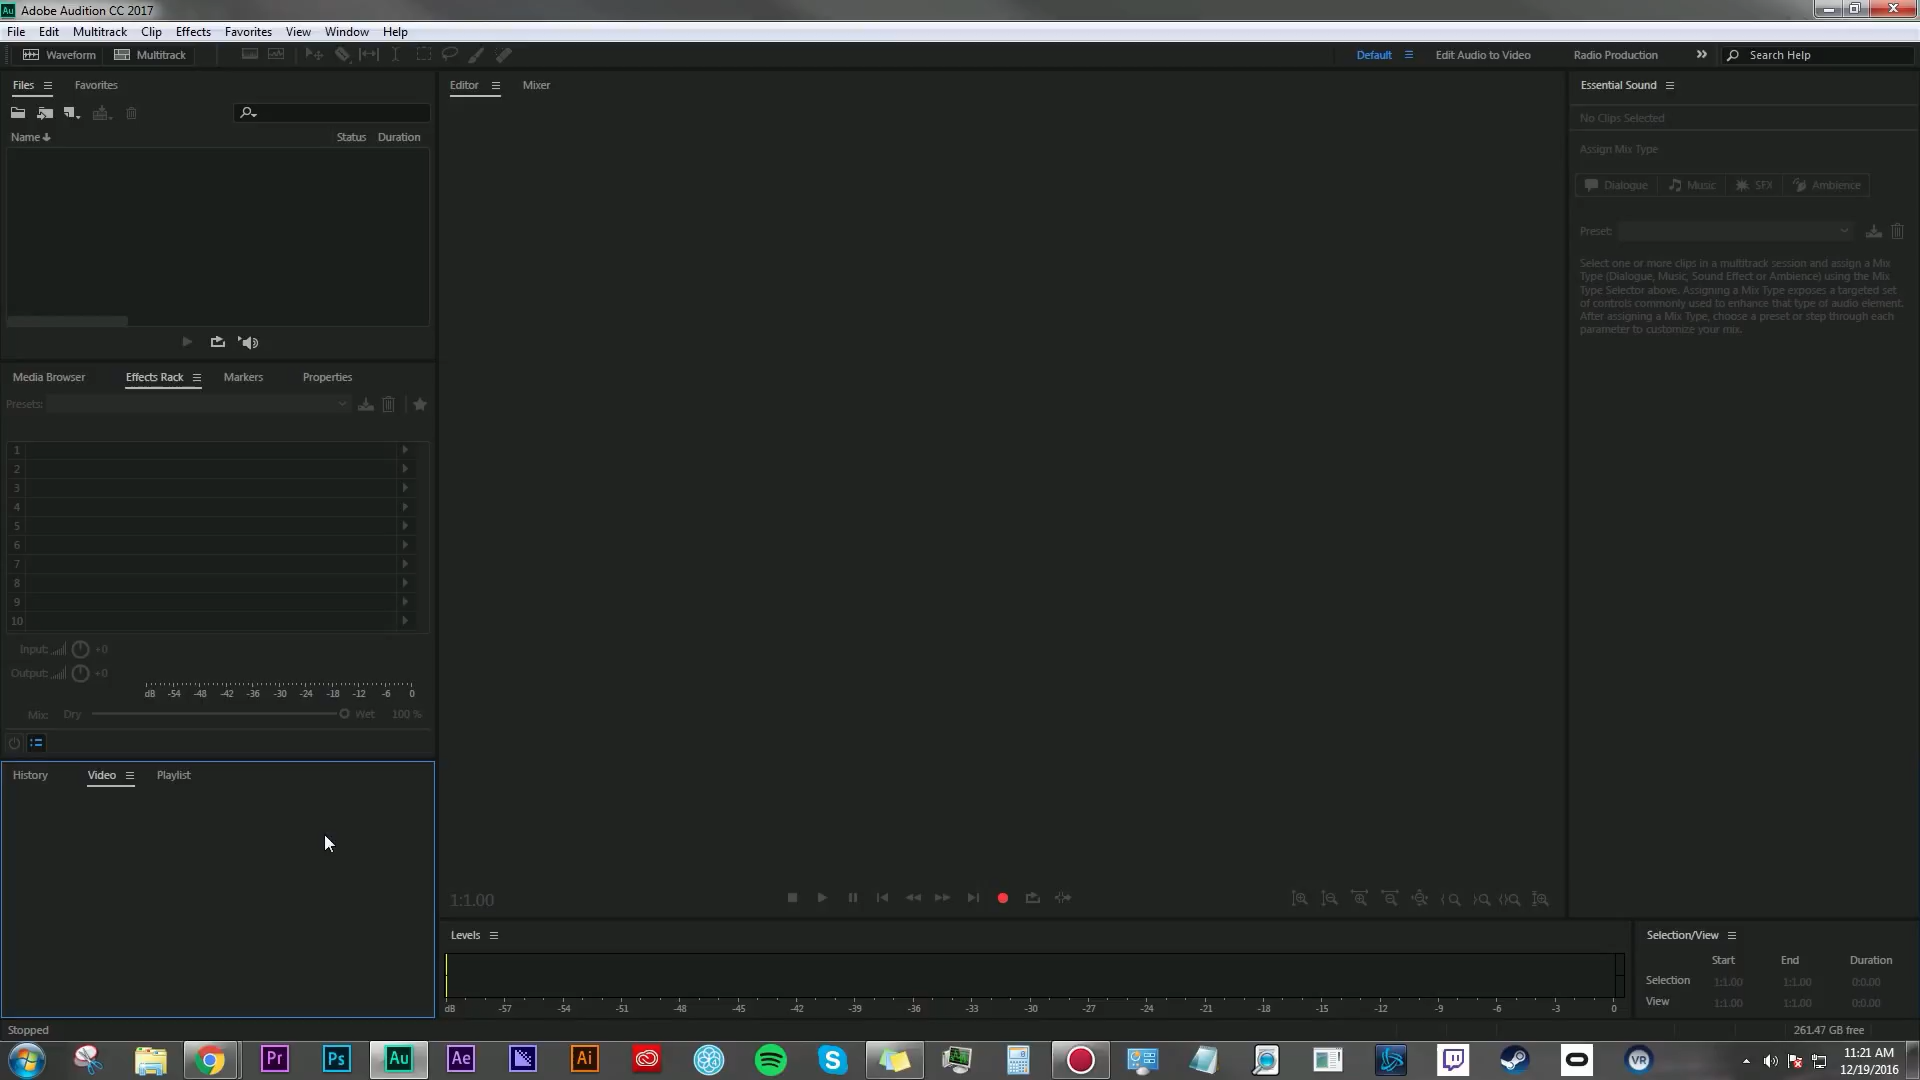 Au Adobe Audition CC 2017
File Edit Multitrack Clip Effects Favorites View Window Help
Waveform Multitrack Default Edit Audio to Video Radio Production Search Help
Files Favorites
Name Status Duration
Media Browser Effects Rack Markers Properties
Presets:
1
2
3
4
5
6
7
8
9
10
Input: +0
Output: +0
dB -54 -48 -42 -36 -30 -24 -18 -12 -6 0
Mix: Dry Wet 100 %
History Video Playlist
Editor Mixer
1:1.00
Levels
dB -57 -54 -51 -48 -45 -42 -39 -36 -33 -30 -27 -24 -21 -18 -15 -12 -9 -6 -3 0
Essential Sound
No Clips Selected
Assign Mix Type
Dialogue Music SFX Ambience
Preset:
Select one or more clips in a multitrack session and assign a Mix
Type (Dialogue, Music, Sound Effect or Ambience) using the Mix
Type Selector above. Assigning a Mix Type exposes a targeted set
of controls commonly used to enhance that type of audio element.
After assigning a Mix Type, choose a preset or step through each
parameter to customize your mix.
Selection/View
Start End Duration
Selection 1:1.00 1:1.00 0:0.00
View 1:1.00 1:1.00 0:0.00
Stopped 261.47 GB free
Pr Ps Au Ae Ai VR
11:21 AM
12/19/2016